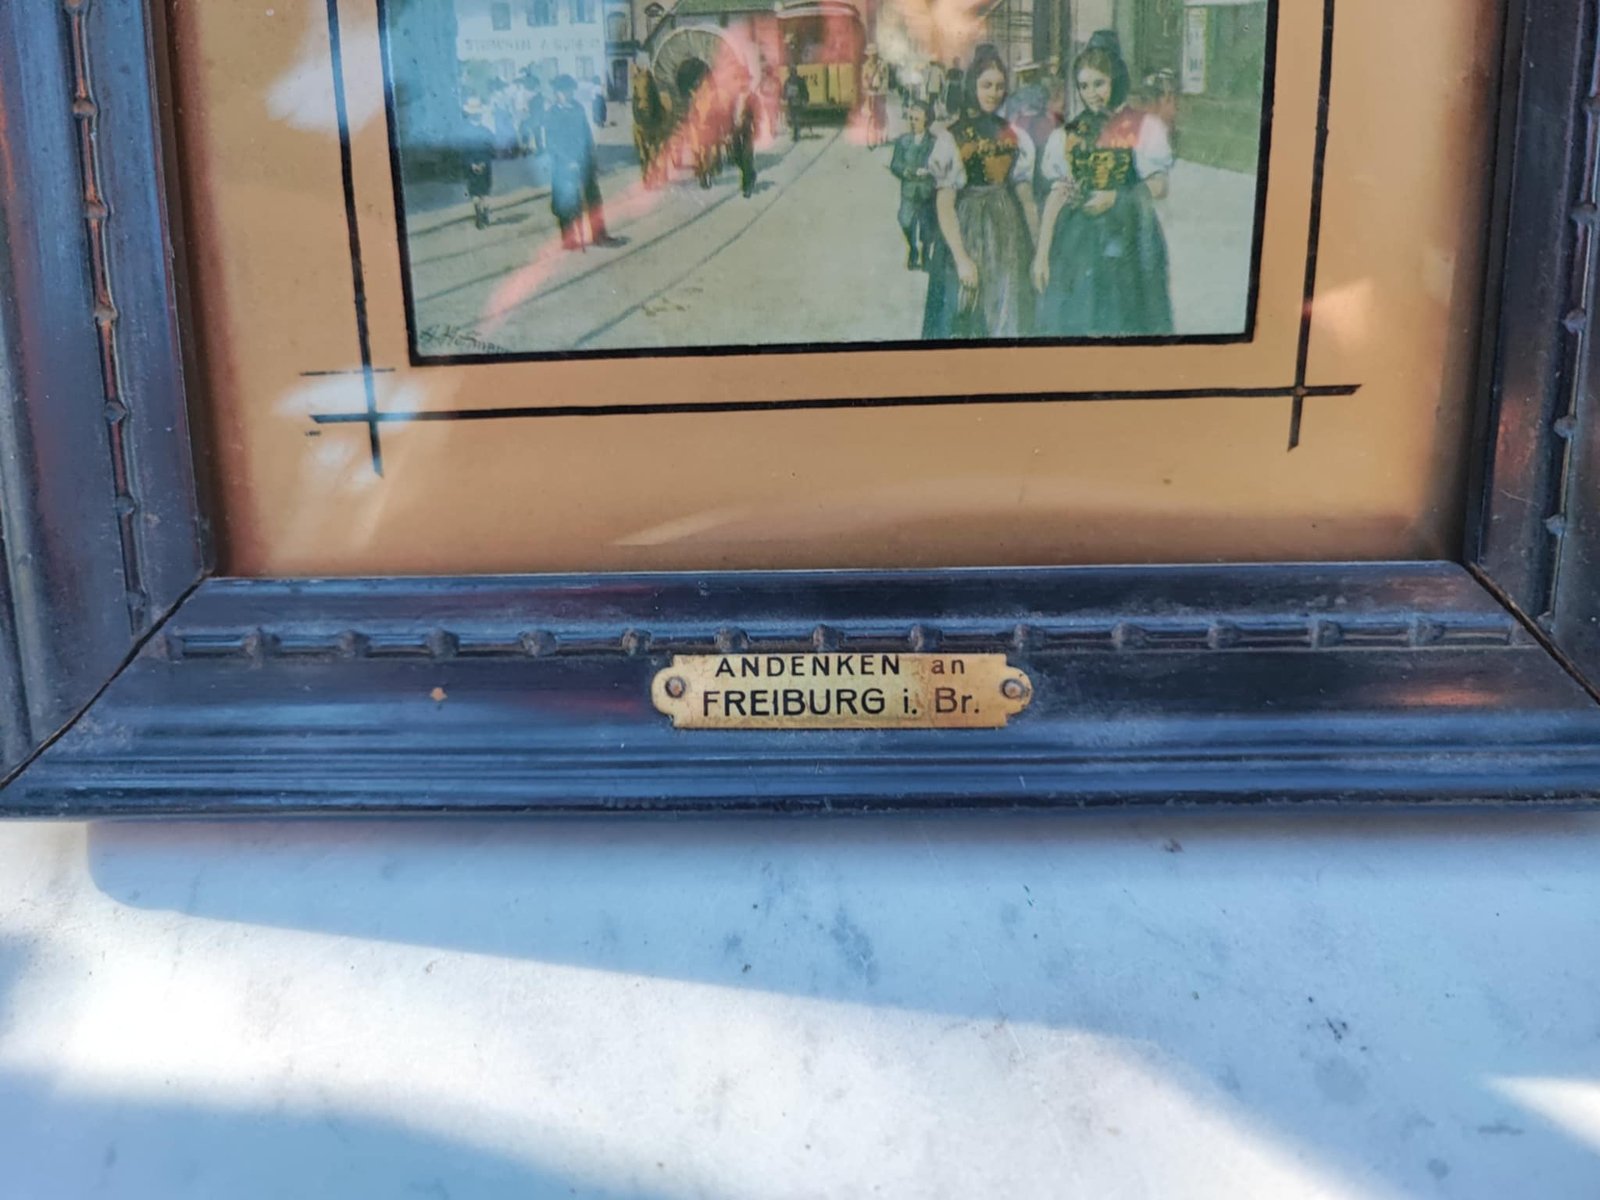 ANDENKEN an
FREIBURG i. Br.